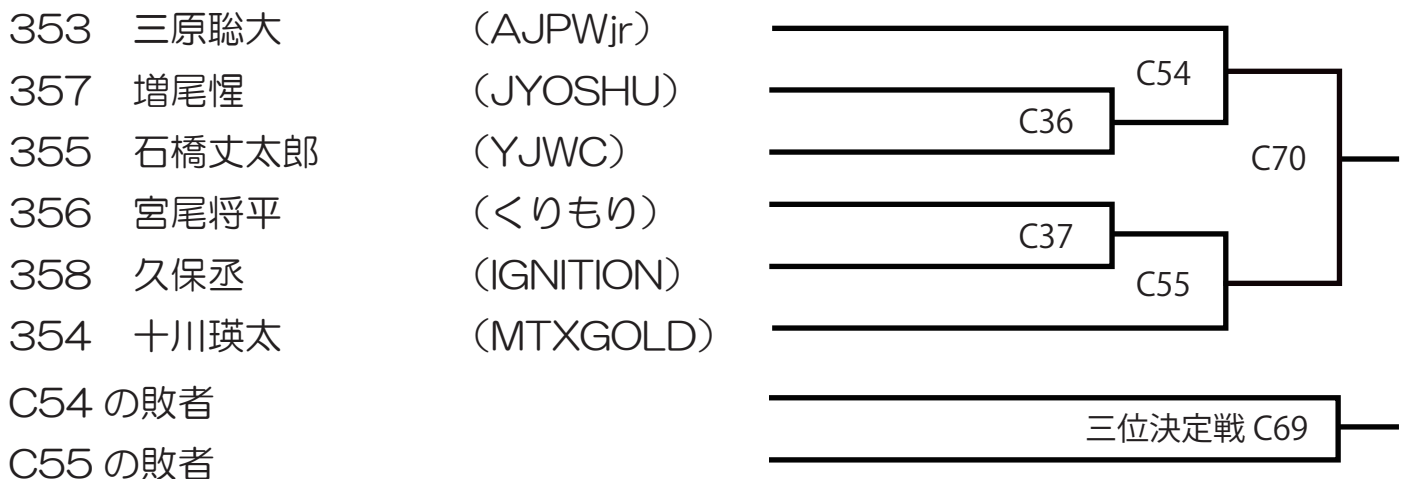 353 三原聡大 （AJPWjr）
C54
357 増尾惺 （JYOSHU）
C36
355 石橋丈太郎 （YJWC）
C70
356 宮尾将平 （くりもり）
C37
358 久保丞 （IGNITION）
C55
354 十川瑛太 （MTXGOLD）
C54 の敗者
三位決定戦 C69
C55 の敗者